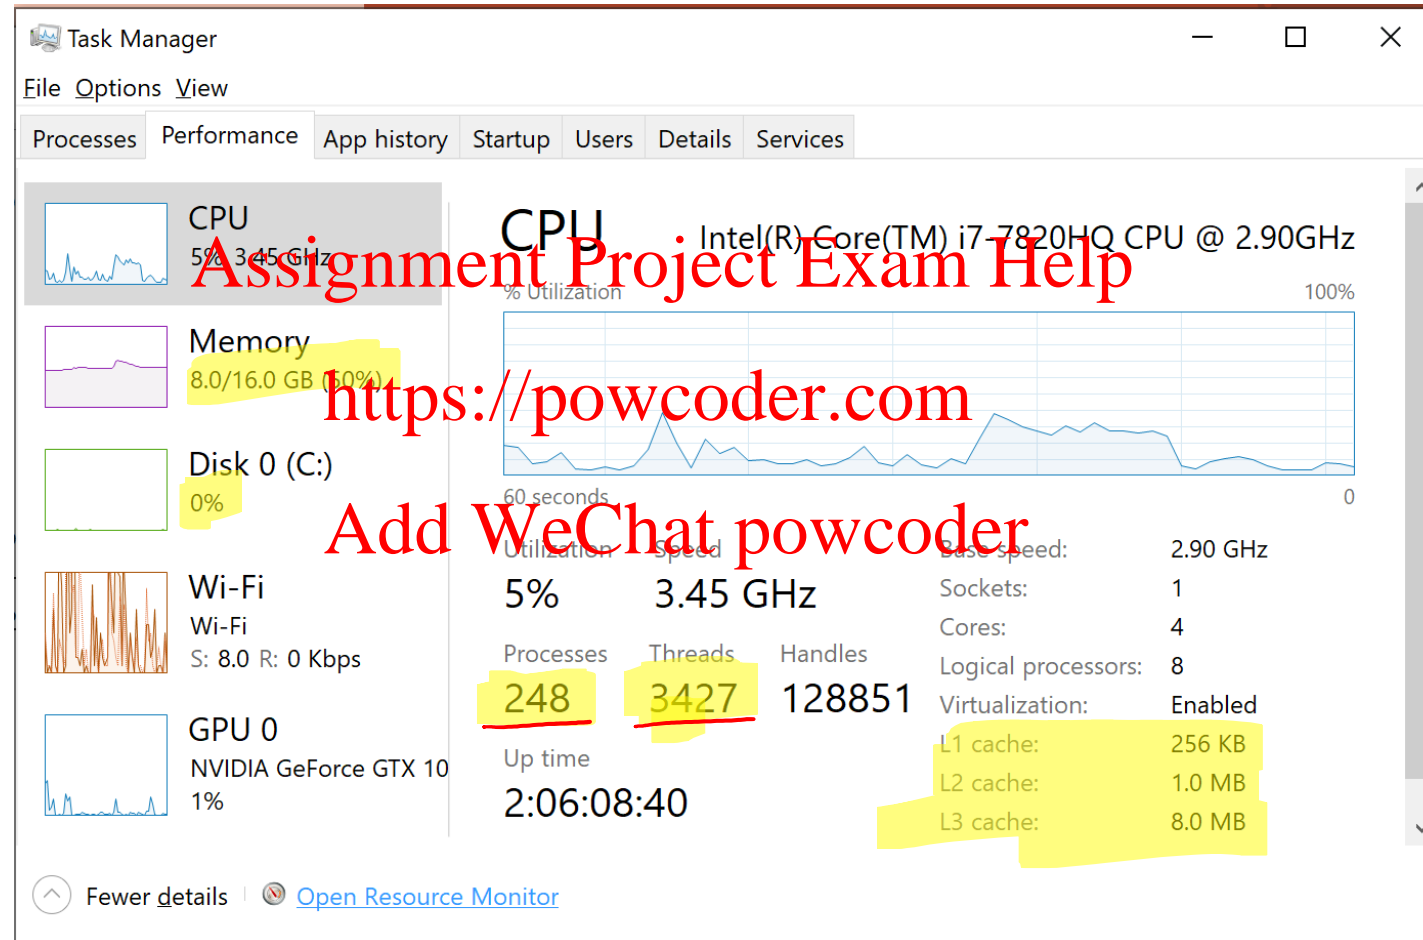 Task Manager
File Options View
Processes Performance App history Startup Users Details Services
CPU
5% 3.45 GHz
Memory
8.0/16.0 GB (50%)
Disk 0 (C:)
0%
Wi-Fi
Wi-Fi
S: 8.0 R: 0 Kbps
GPU 0
NVIDIA GeForce GTX 10
1%
CPU Intel(R) Core(TM) i7-7820HQ CPU @ 2.90GHz
Assignment Project Exam Help
% Utilization 100%
https://powcoder.com
60 seconds 0
Add WeChat powcoder
Utilization Speed
5% 3.45 GHz
Processes Threads Handles
248 3427 128851
Up time
2:06:08:40
Base speed: 2.90 GHz
Sockets: 1
Cores: 4
Logical processors: 8
Virtualization: Enabled
L1 cache: 256 KB
L2 cache: 1.0 MB
L3 cache: 8.0 MB
Fewer details Open Resource Monitor